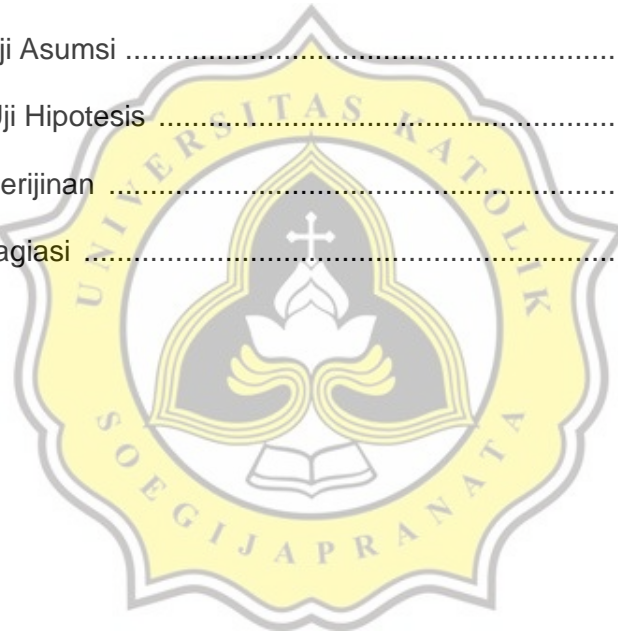 ji Asumsi ........................................................
Uji Hipotesis ....................................................
erijinan ..........................................................
agiasi .............................................................
UNIVERSITAS KATOLIK
SOEGIJAPRANATA